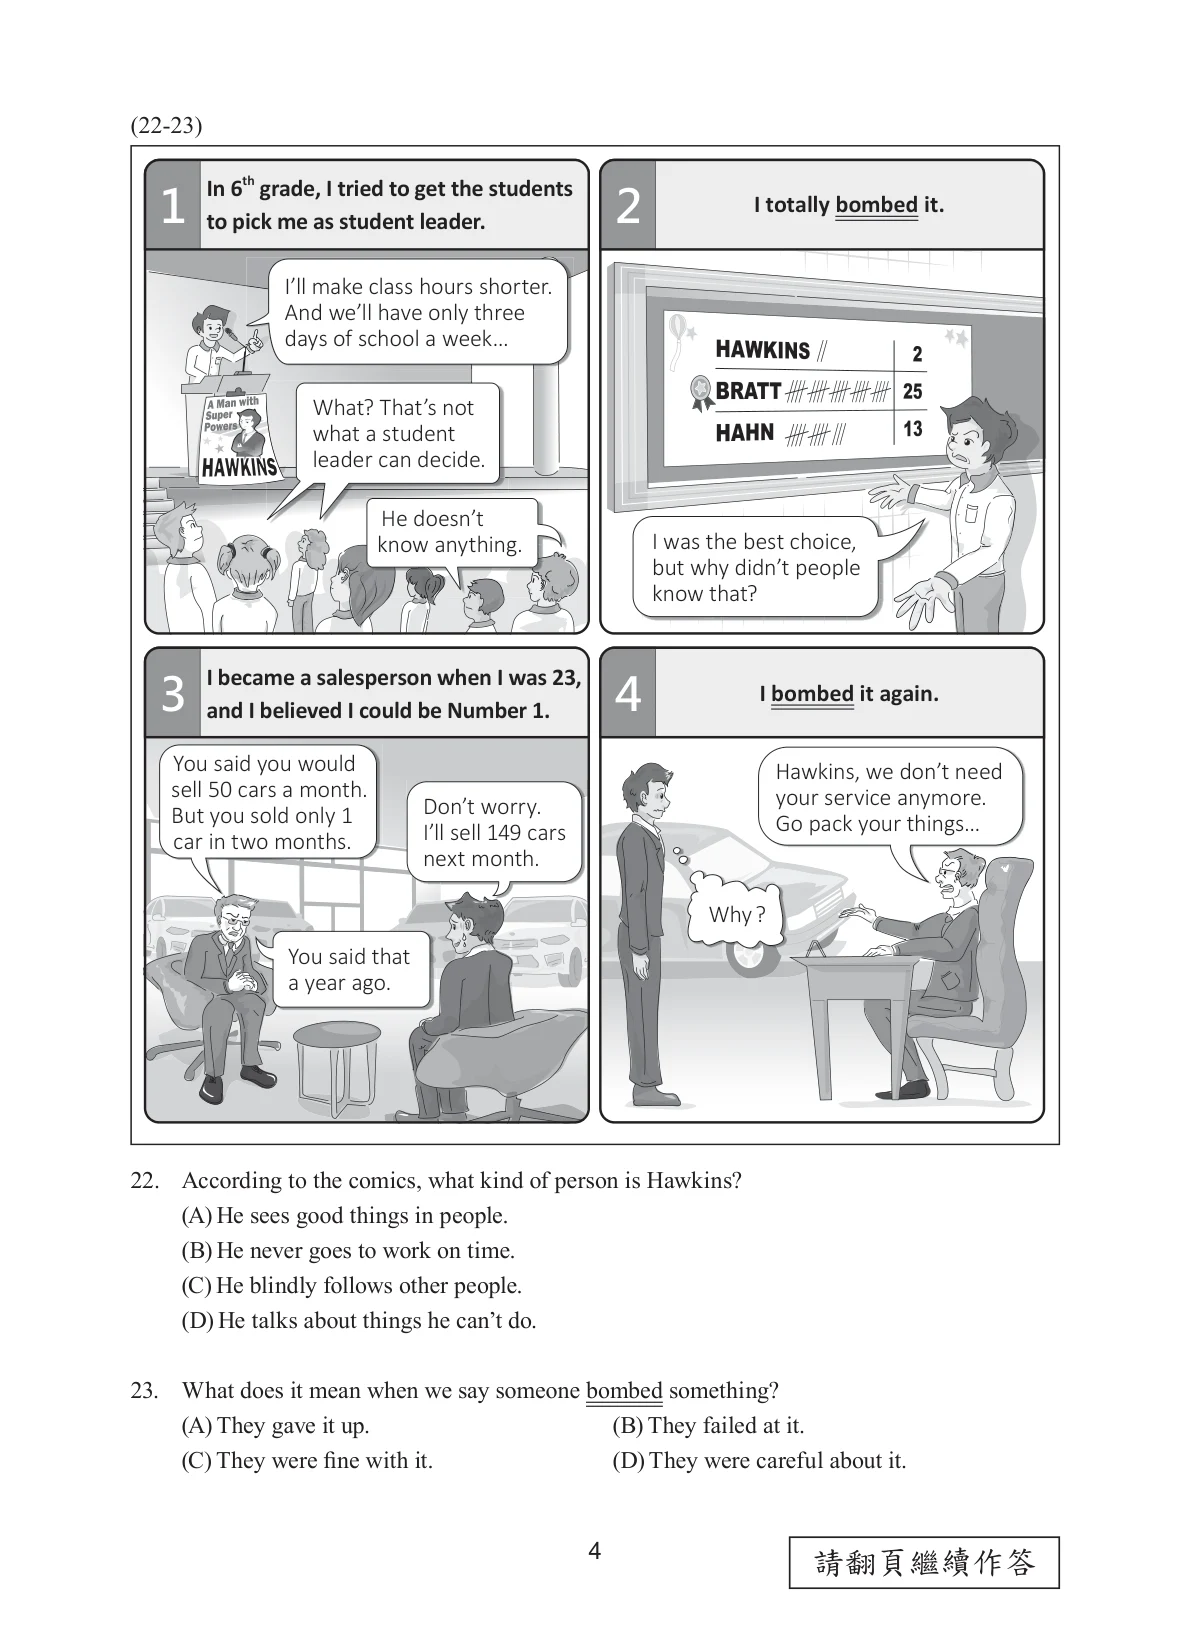 (22-23)
1
In 6th grade, I tried to get the students
to pick me as student leader.
I'll make class hours shorter.
And we'll have only three
days of school a week...
A Man with
Super
Powers
HAWKINS
What? That's not
what a student
leader can decide.
He doesn't
know anything.
2
I totally bombed it.
HAWKINS 2
BRATT 25
HAHN 13
I was the best choice,
but why didn't people
know that?
3
I became a salesperson when I was 23,
and I believed I could be Number 1.
You said you would
sell 50 cars a month.
But you sold only 1
car in two months.
Don't worry.
I'll sell 149 cars
next month.
You said that
a year ago.
4
I bombed it again.
Hawkins, we don't need
your service anymore.
Go pack your things...
Why?
22. According to the comics, what kind of person is Hawkins?
(A) He sees good things in people.
(B) He never goes to work on time.
(C) He blindly follows other people.
(D) He talks about things he can't do.
23. What does it mean when we say someone bombed something?
(A) They gave it up. (B) They failed at it.
(C) They were fine with it. (D) They were careful about it.
4
請翻頁繼續作答